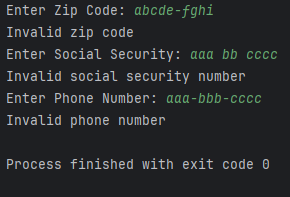 Enter Zip Code: abcde-fghi
Invalid zip code
Enter Social Security: aaa bb cccc
Invalid social security number
Enter Phone Number: aaa-bbb-cccc
Invalid phone number
Process finished with exit code 0